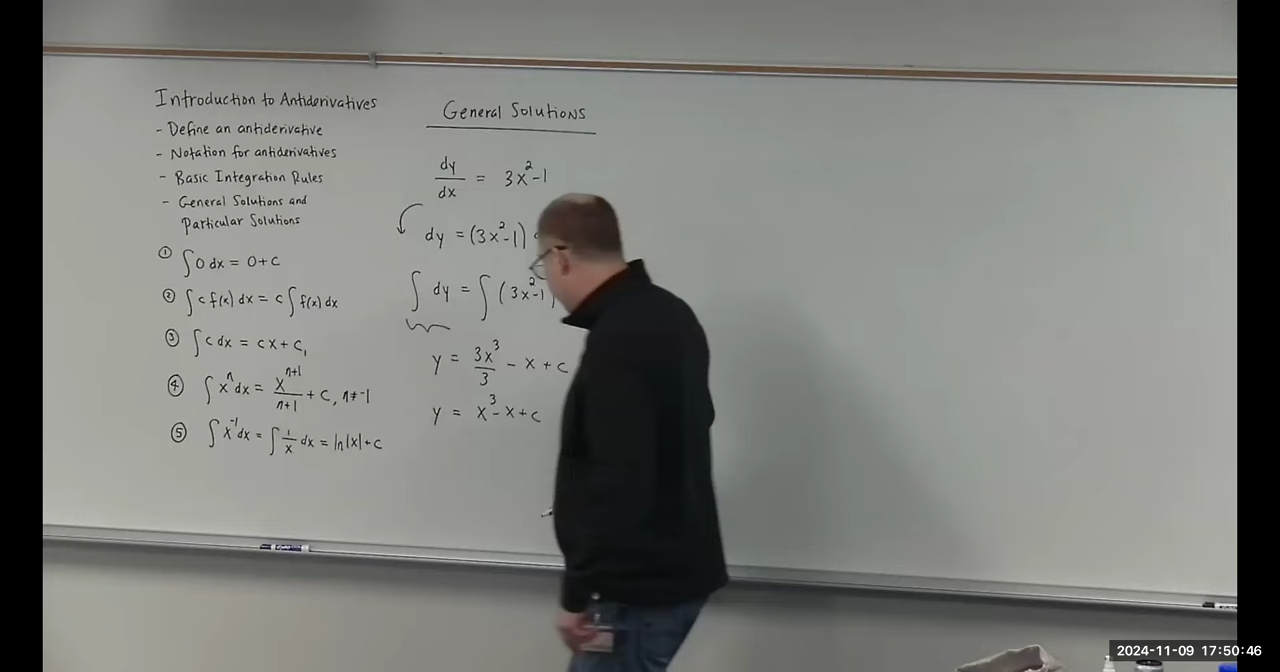 Introduction to Antiderivatives
- Define an antiderivative
- Notation for antiderivatives
- Basic Integration Rules
- General Solutions and
Particular Solutions
① ∫0 dx = 0+C
② ∫c f(x) dx = c∫f(x) dx
③ ∫c dx = cx + C₁
④ ∫xⁿ dx = xⁿ⁺¹/n+1 + C, n≠-1
⑤ ∫x⁻¹ dx = ∫1/x dx = ln|x|+C
General Solutions
dy/dx = 3x²-1
dy = (3x²-1)
∫dy = ∫(3x²-1)
y = 3x³/3 - x + C
y = x³-x+C
2024-11-09 17:50:46